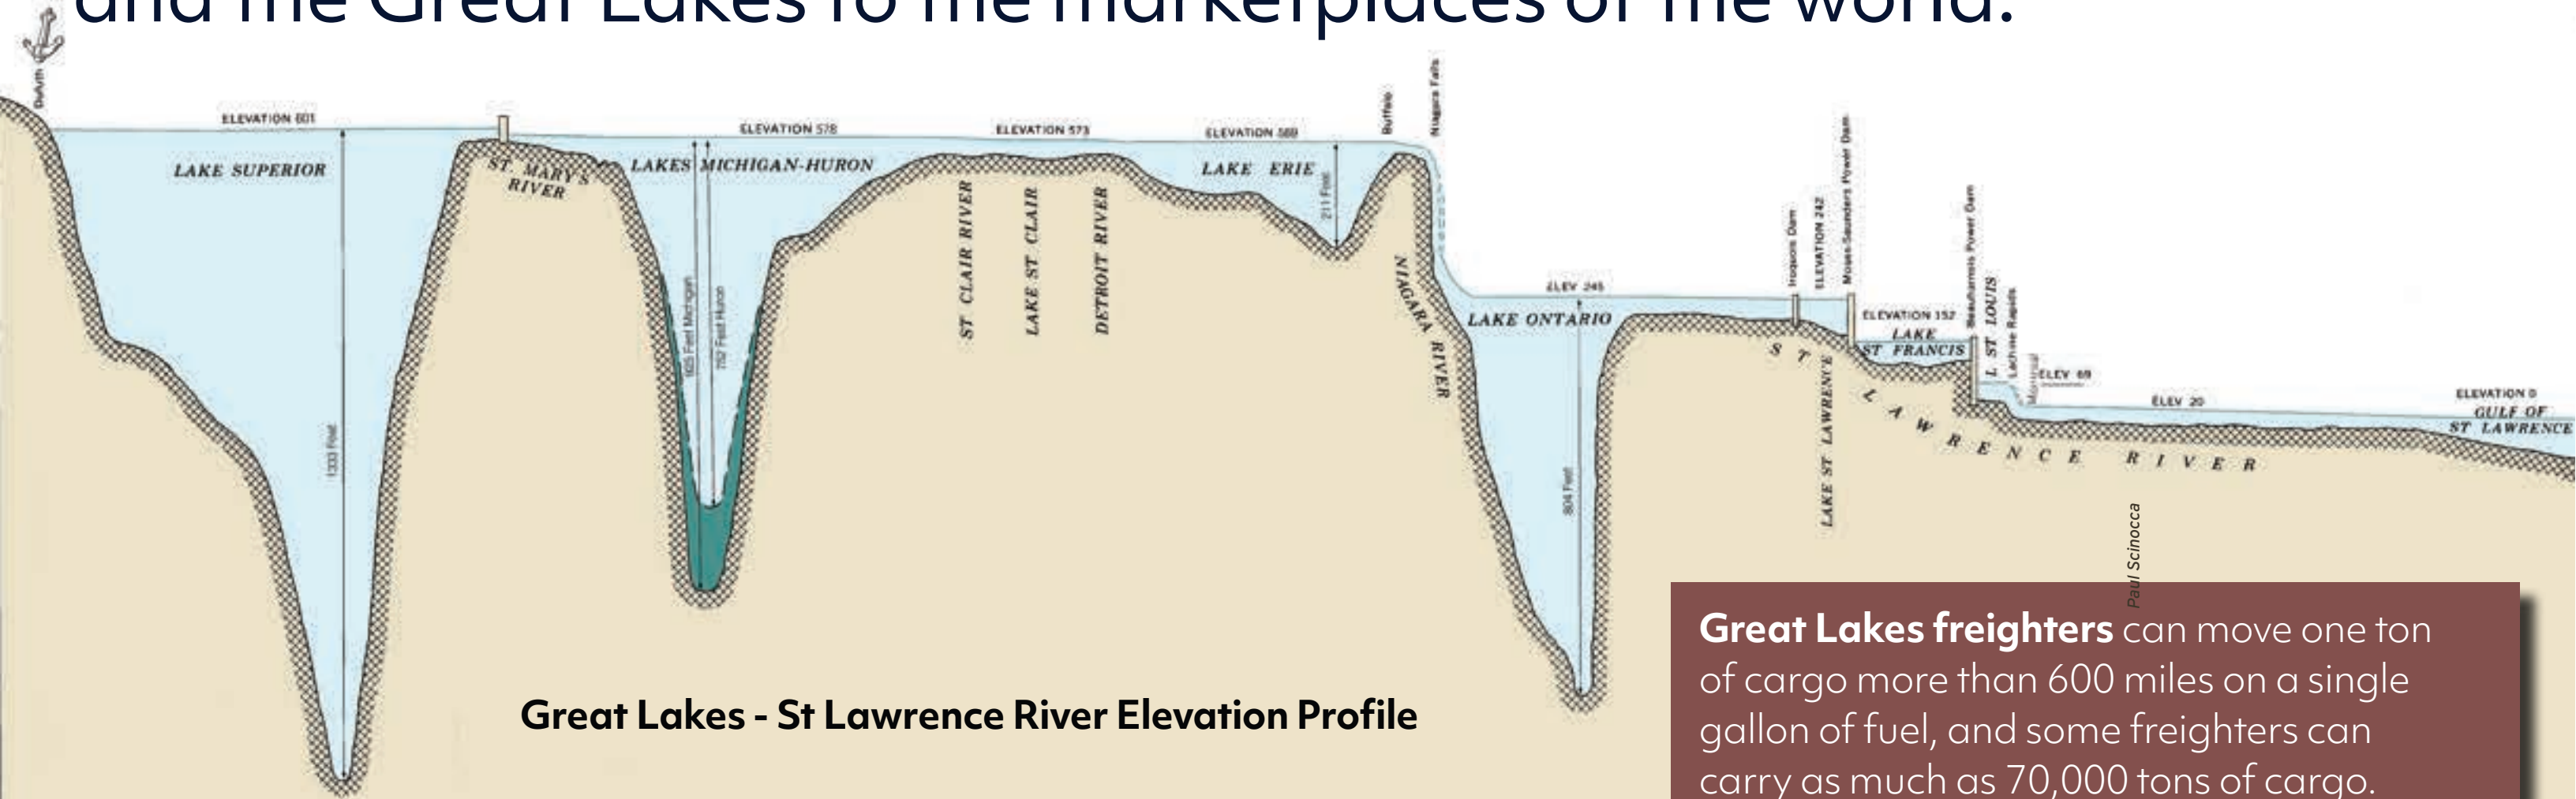 and the Great Lakes to the marketplaces of the world.
Duluth
ELEVATION 601
LAKE SUPERIOR
1333 Feet
ST. MARY'S
RIVER
ELEVATION 578
LAKES MICHIGAN-HURON
925 Feet Michigan
752 Feet Huron
ELEVATION 573
ST CLAIR RIVER
LAKE ST CLAIR
DETROIT RIVER
ELEVATION 569
LAKE ERIE
211 Feet
Buffalo
Niagara Falls
NIAGARA RIVER
ELEV 245
LAKE ONTARIO
804 Feet
Iroquois Dam
ELEVATION 242
Moses-Saunders Power Dam
ST LAWRENCE RIVER
LAKE ST LAWRENCE
ELEVATION 152
LAKE
ST FRANCIS
Beauharnois Power Dam
L ST LOUIS
Lachine Rapids
Montreal
ELEV 69
ELEV 20
ELEVATION 0
GULF OF
ST LAWRENCE
Paul Scinocca
Great Lakes - St Lawrence River Elevation Profile
Great Lakes freighters can move one ton
of cargo more than 600 miles on a single
gallon of fuel, and some freighters can
carry as much as 70,000 tons of cargo.